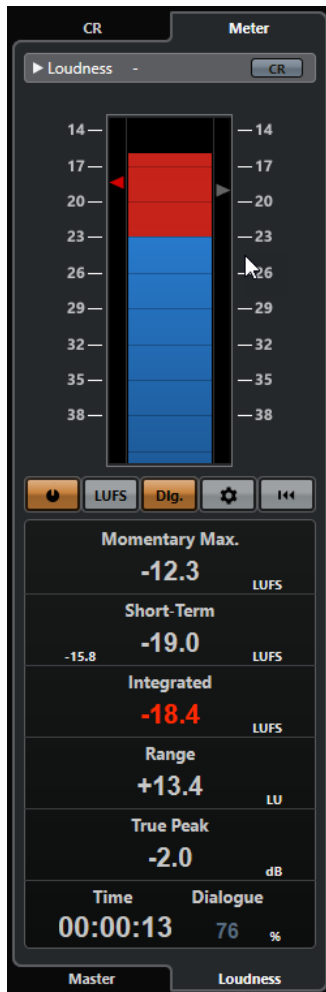 CR Meter
Loudness - CR
14 14
17 17
20 20
23 23
26 26
29 29
32 32
35 35
38 38
LUFS Dlg.
Momentary Max.
-12.3 LUFS
Short-Term
-15.8 -19.0 LUFS
Integrated
-18.4 LUFS
Range
+13.4 LU
True Peak
-2.0 dB
Time Dialogue
00:00:13 76 %
Master Loudness